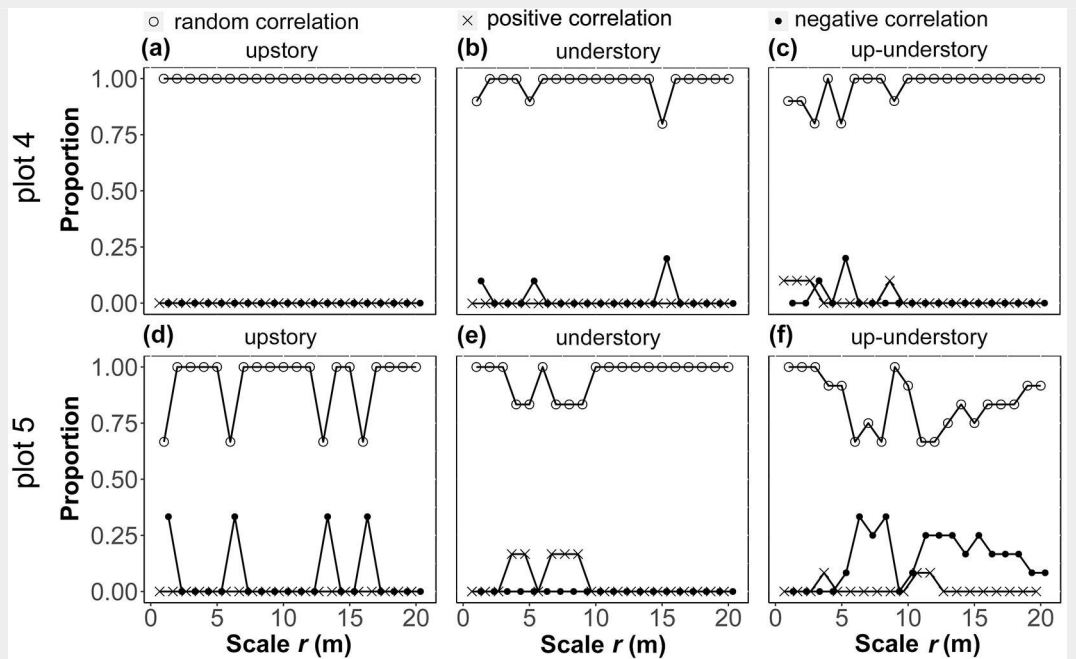 random correlation positive correlation negative correlation
(a) upstory (b) understory (c) up-understory
plot 4
Proportion
1.00
0.75
0.50
0.25
0.00
(d) upstory (e) understory (f) up-understory
plot 5
Proportion
1.00
0.75
0.50
0.25
0.00
0 5 10 15 20 0 5 10 15 20 0 5 10 15 20
Scale r (m) Scale r (m) Scale r (m)